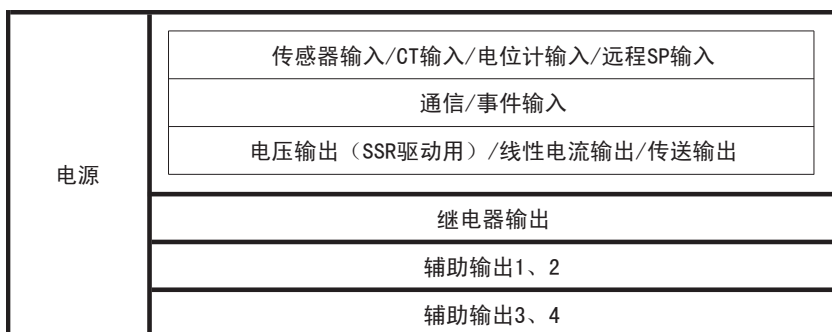 传感器输入/CT输入/电位计输入/远程SP输入
通信/事件输入
电压输出（SSR驱动用）/线性电流输出/传送输出
电源
继电器输出
辅助输出1、2
辅助输出3、4